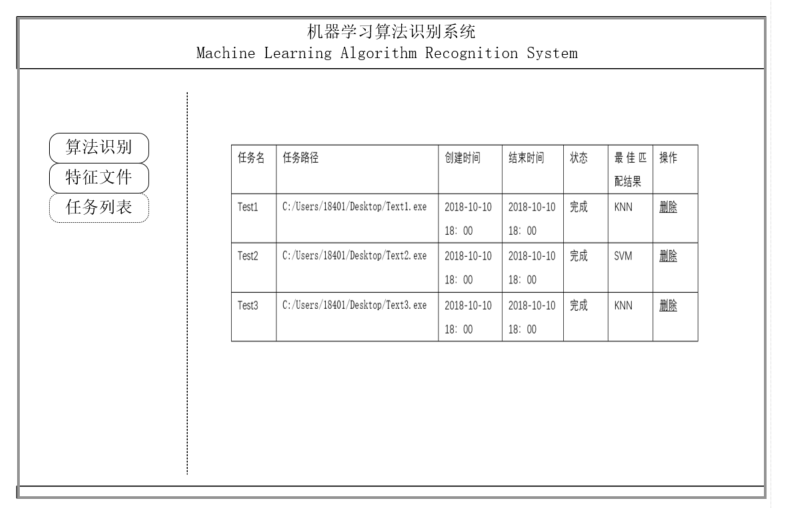 机器学习算法识别系统
Machine Learning Algorithm Recognition System
算法识别
特征文件
任务列表
任务名 任务路径 创建时间 结束时间 状态 最佳匹 操作
配结果
Test1 C:/Users/18401/Desktop/Text1.exe 2018-10-10 2018-10-10 完成 KNN 删除
18：00 18：00
Test2 C:/Users/18401/Desktop/Text2.exe 2018-10-10 2018-10-10 完成 SVM 删除
18：00 18：00
Test3 C:/Users/18401/Desktop/Text3.exe 2018-10-10 2018-10-10 完成 KNN 删除
18：00 18：00